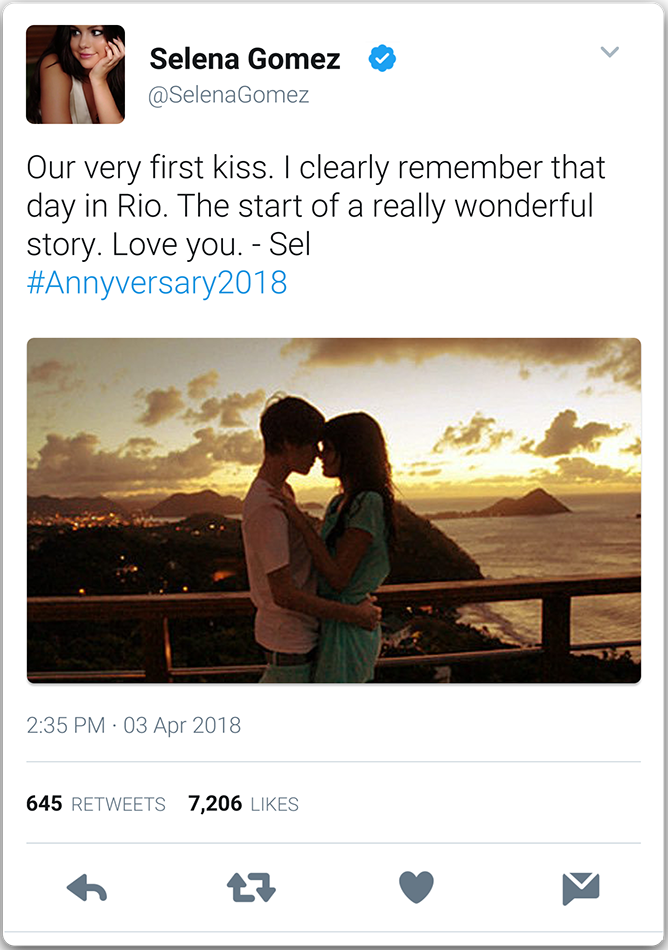 Selena Gomez
@SelenaGomez
Our very first kiss. I clearly remember that
day in Rio. The start of a really wonderful
story. Love you. - Sel
#Annyversary2018
2:35 PM · 03 Apr 2018
645 RETWEETS 7,206 LIKES